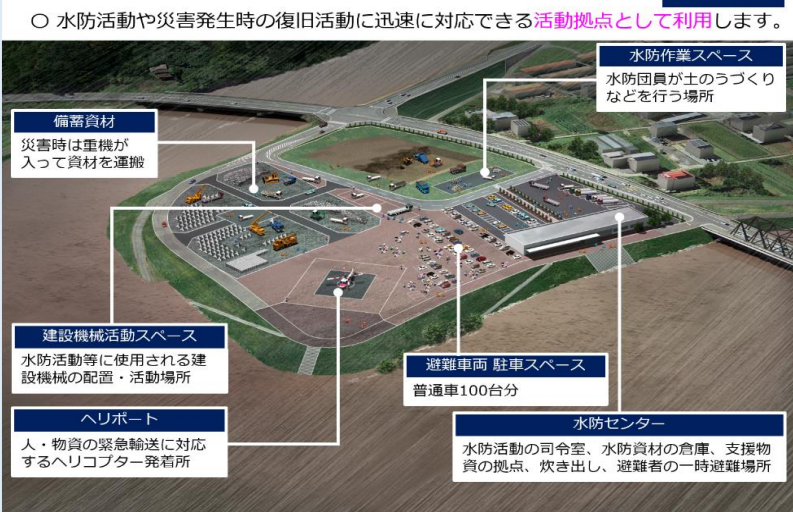 ○ 水防活動や災害発生時の復旧活動に迅速に対応できる活動拠点として利用します。
水防作業スペース
水防団員が土のうづくり
などを行う場所
備蓄資材
災害時は重機が
入って資材を運搬
建設機械活動スペース
水防活動等に使用される建
設機械の配置・活動場所
避難車両 駐車スペース
普通車100台分
ヘリポート
人・物資の緊急輸送に対応
するヘリコプター発着所
水防センター
水防活動の司令室、水防資材の倉庫、支援物
資の拠点、炊き出し、避難者の一時避難場所